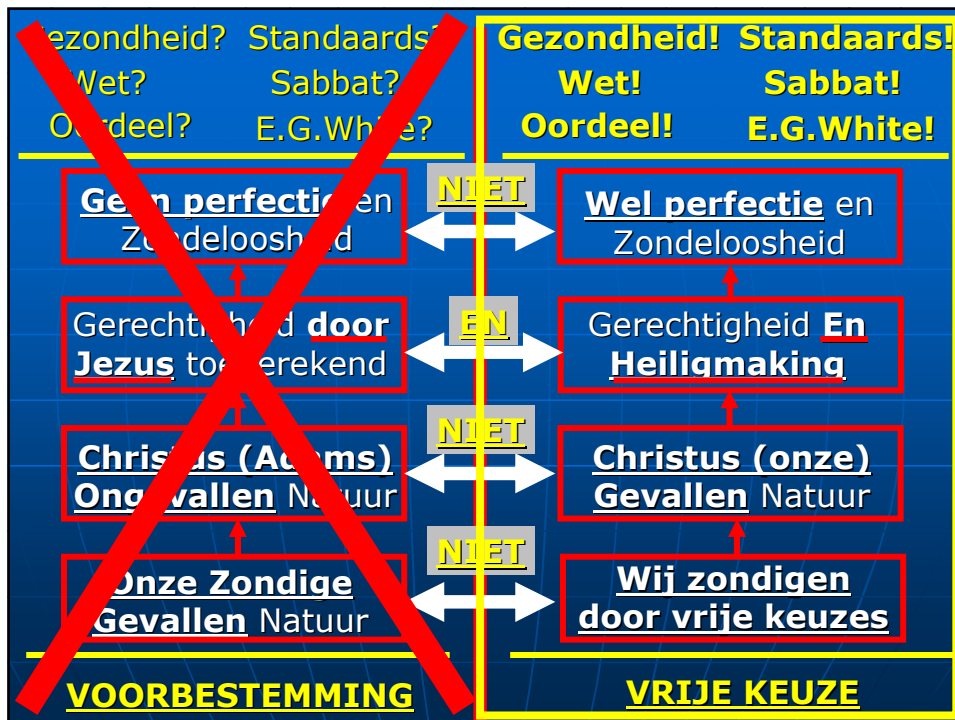 Gezondheid? Standaards?
Wet? Sabbat?
Oordeel? E.G.White?
Geen perfectie en
Zondeloosheid
Gerechtigheid door
Jezus toegerekend
Christus (Adams)
Ongevallen Natuur
Onze Zondige
Gevallen Natuur
VOORBESTEMMING
NIET
EN
NIET
NIET
Gezondheid! Standaards!
Wet! Sabbat!
Oordeel! E.G.White!
Wel perfectie en
Zondeloosheid
Gerechtigheid En
Heiligmaking
Christus (onze)
Gevallen Natuur
Wij zondigen
door vrije keuzes
VRIJE KEUZE